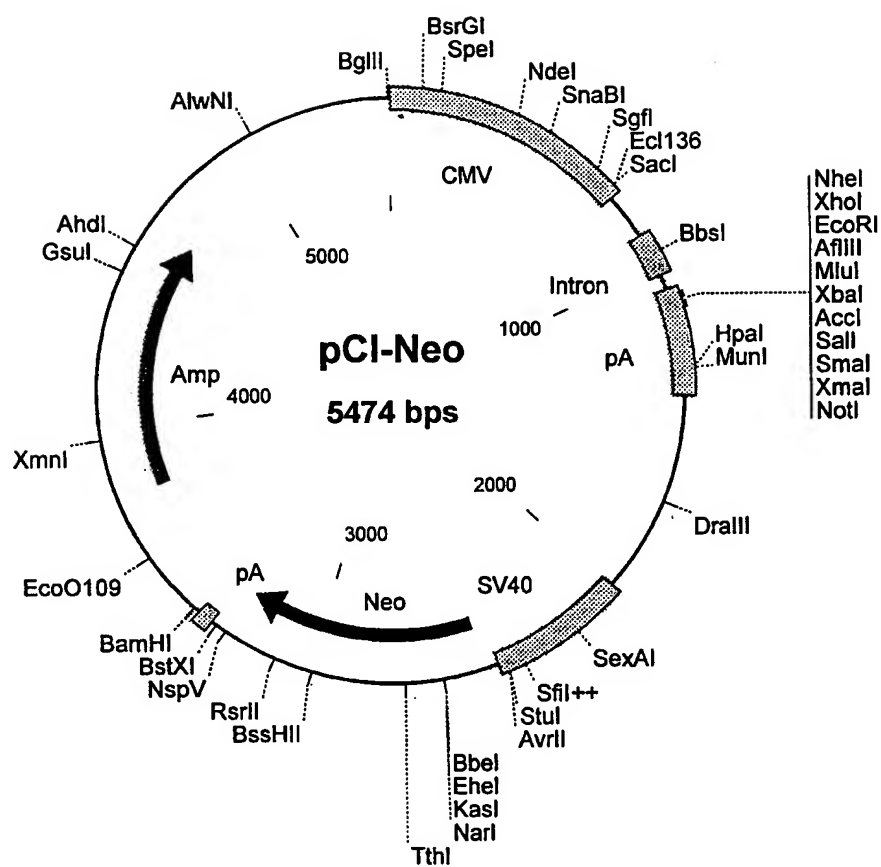 BsrGI
SpeI
BglII
NdeI
SnaBI
AlwNI
SgfI
Ecl136
SacI
CMV
NheI
XhoI
EcoRI
AflIII
MluI
XbaI
AccI
SalI
SmaI
XmaI
NotI
AhdI
GsuI
BbsI
5000
Intron
1000
HpaI
MunI
pA
pCI-Neo
5474 bps
Amp
4000
XmnI
2000
DraIII
3000
EcoO109
pA
Neo
SV40
BamHI
BstXI
NspV
SexAI
RsrII
BssHII
SfiI++
StuI
AvrII
BbeI
EheI
KasI
NarI
TthI